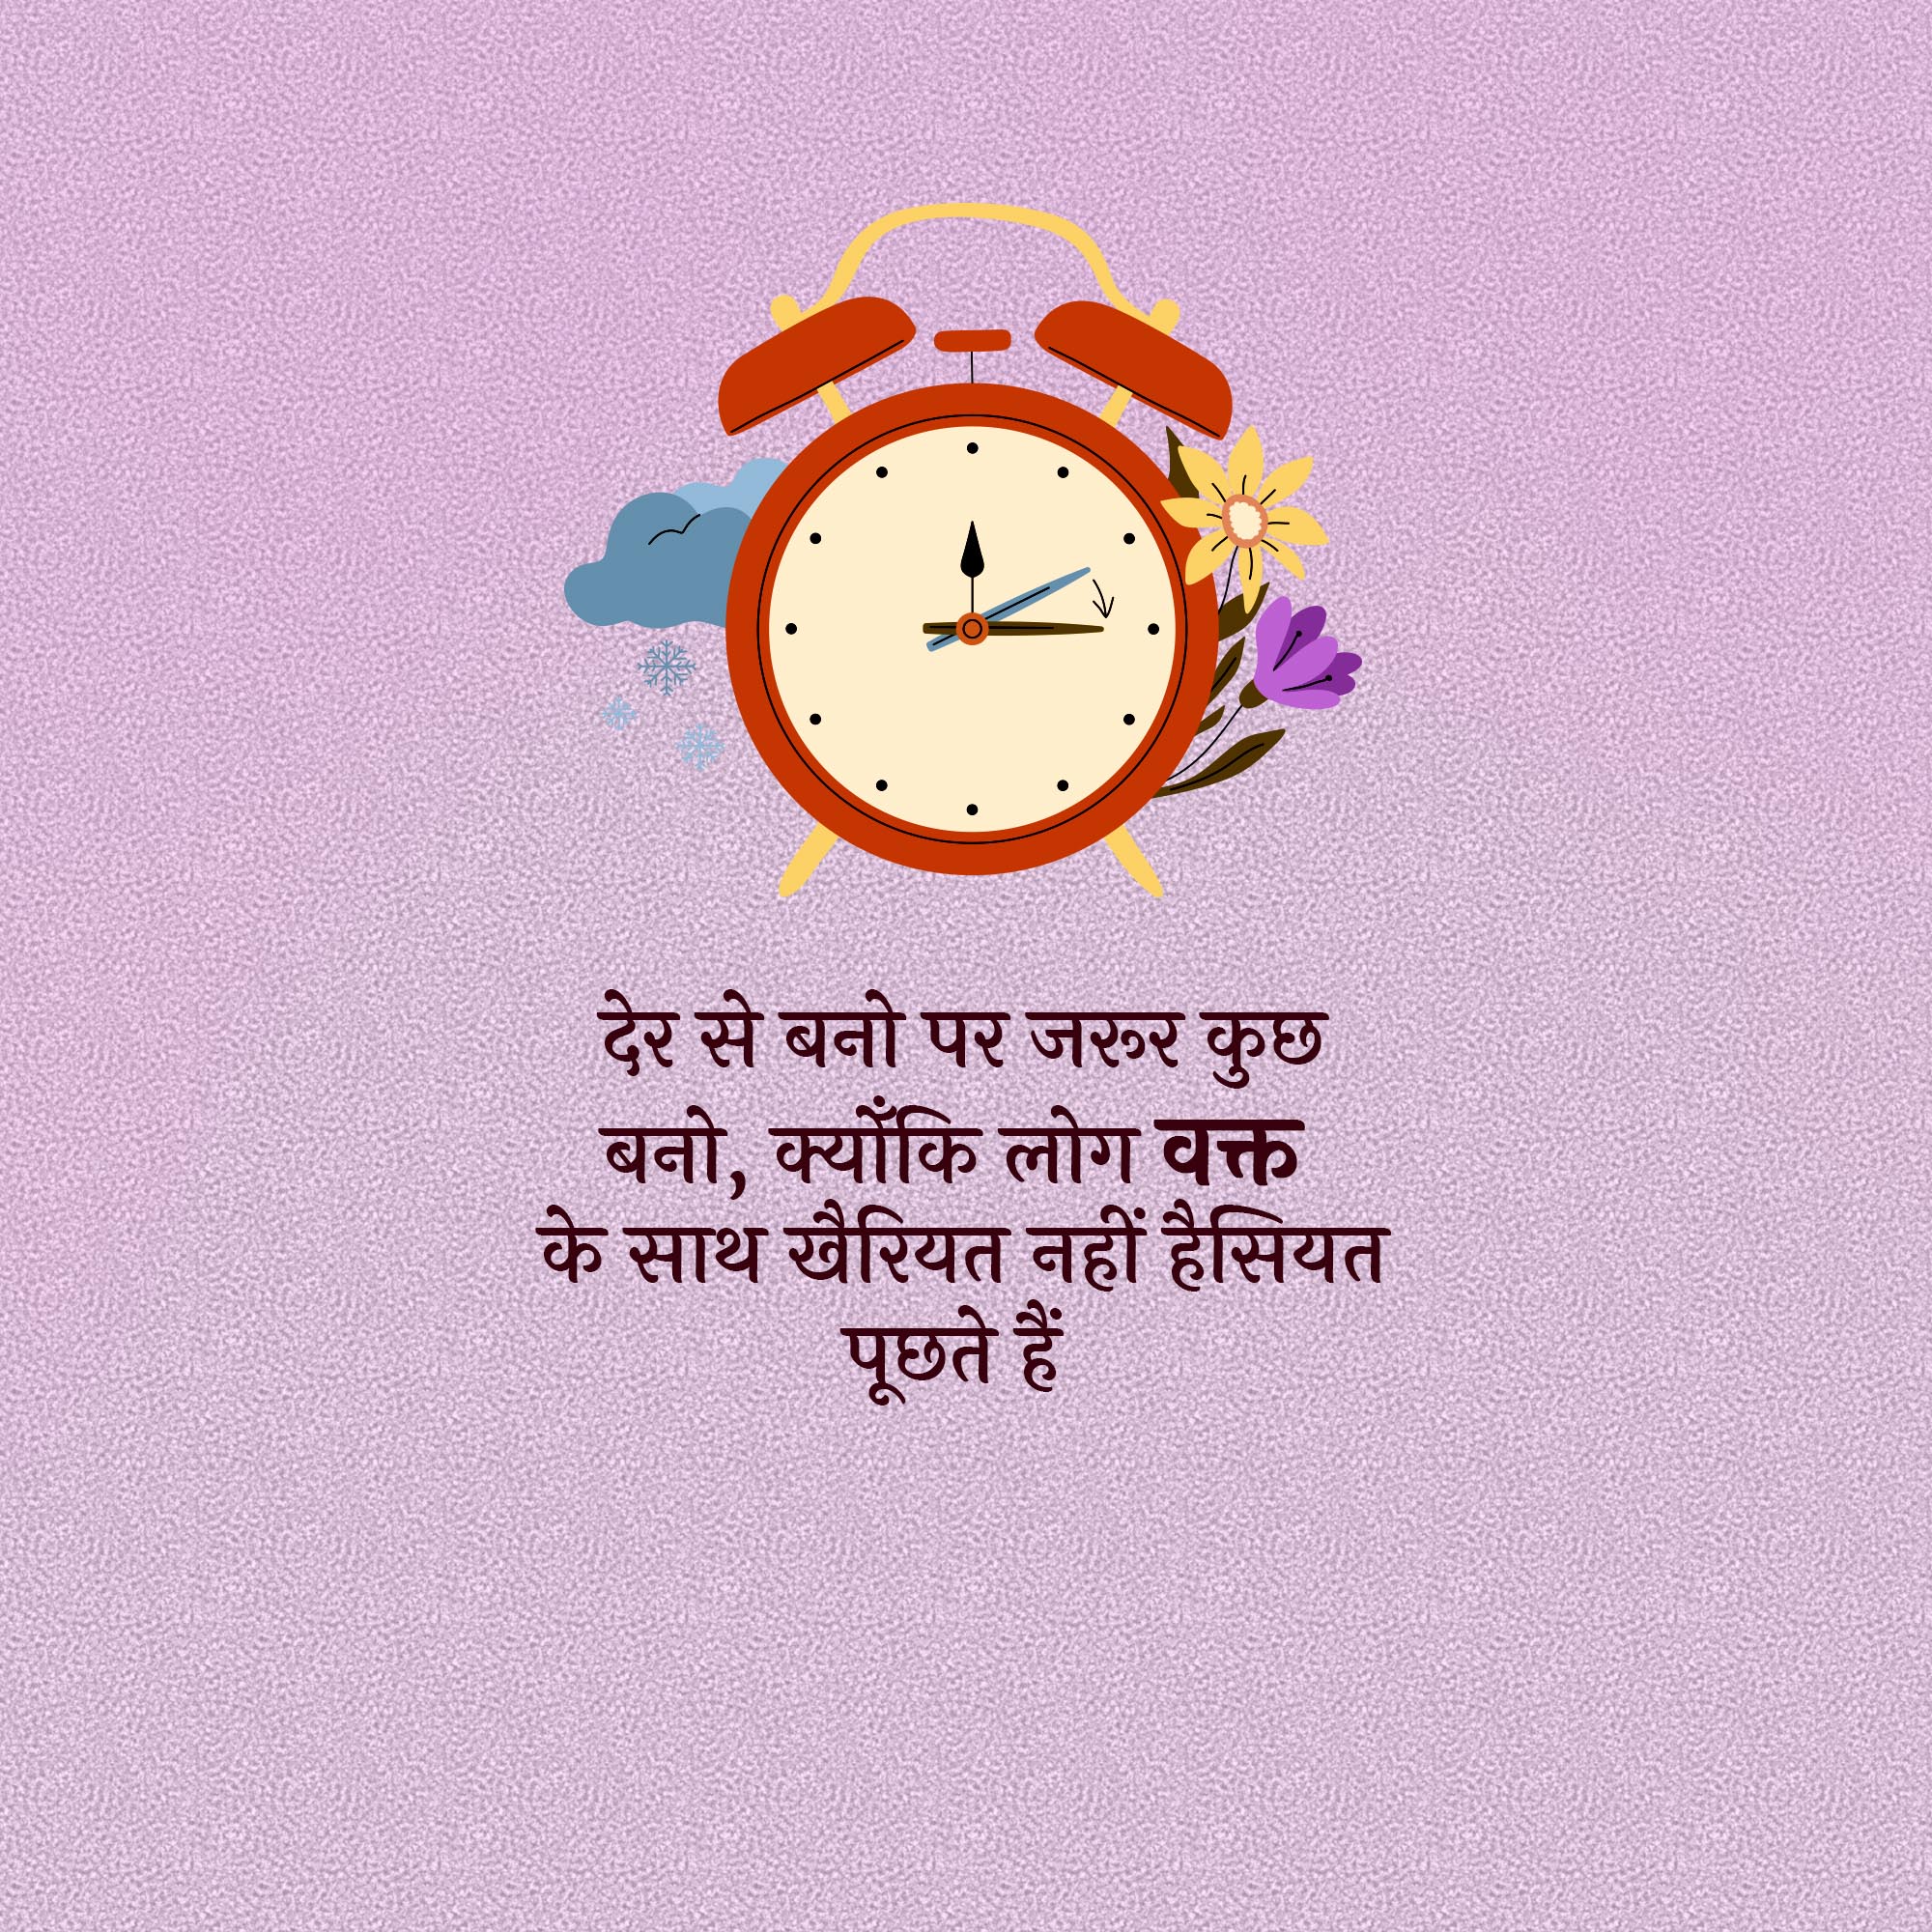 देर से बनो पर जरूर कुछ
बनो, क्योँकि लोग वक्त
के साथ खैरियत नहीं हैसियत
पूछते हैं